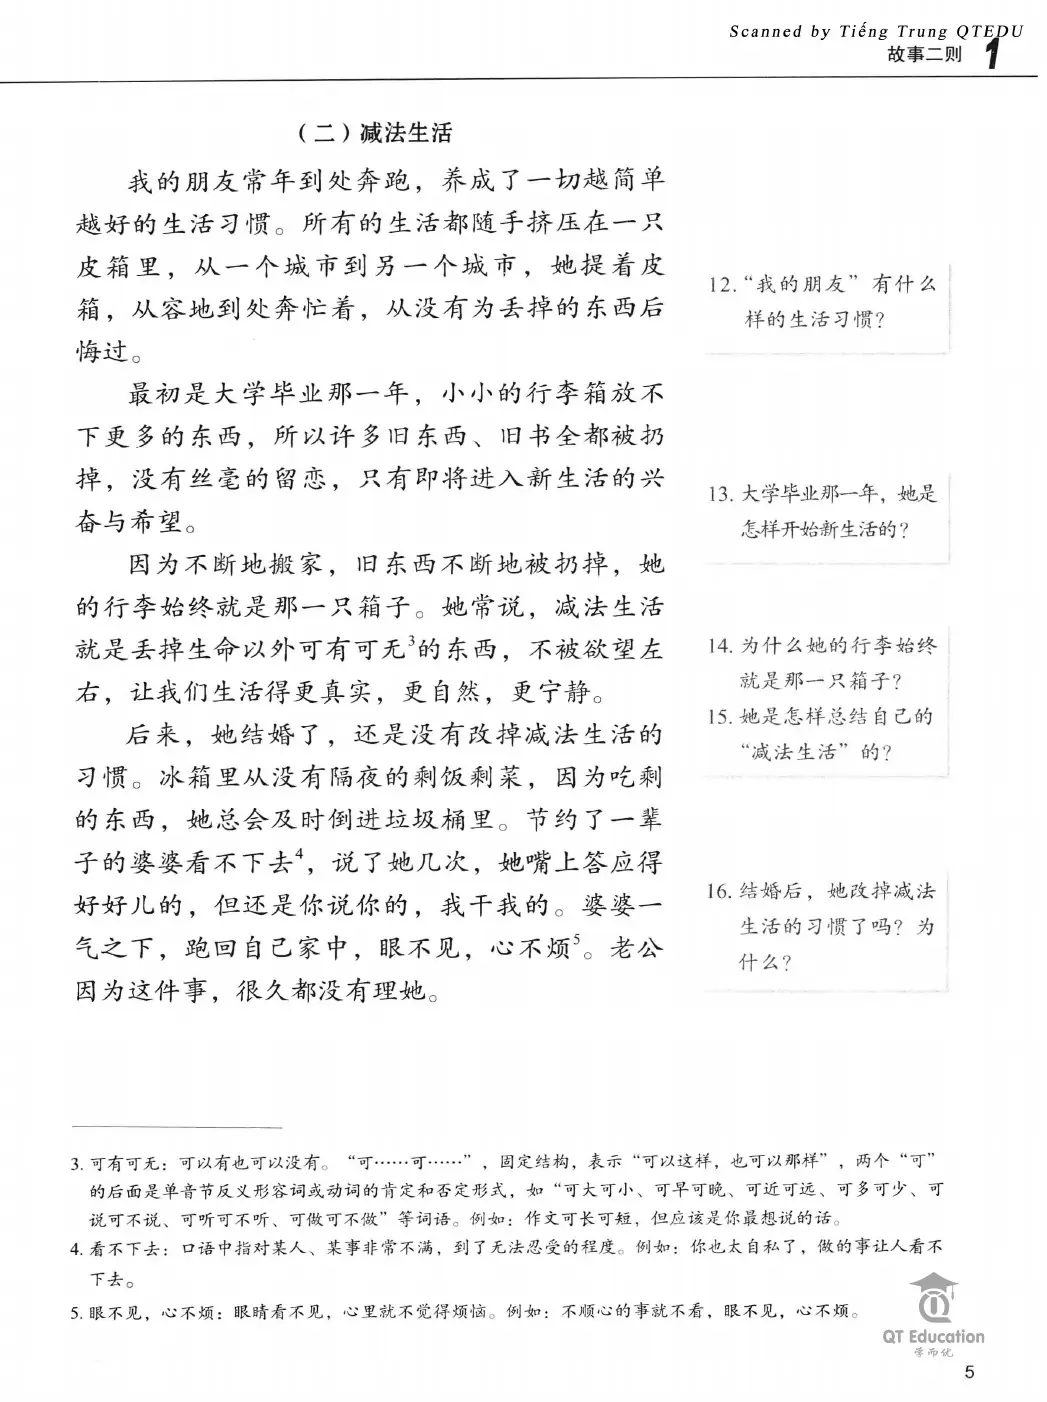 Scanned by Tiếng Trung QTEDU
故事二则 1
（二）减法生活
我的朋友常年到处奔跑，养成了一切越简单
越好的生活习惯。所有的生活都随手挤压在一只
皮箱里，从一个城市到另一个城市，她提着皮
箱，从容地到处奔忙着，从没有为丢掉的东西后
悔过。
最初是大学毕业那一年，小小的行李箱放不
下更多的东西，所以许多旧东西、旧书全都被扔
掉，没有丝毫的留恋，只有即将进入新生活的兴
奋与希望。
因为不断地搬家，旧东西不断地被扔掉，她
的行李始终就是那一只箱子。她常说，减法生活
就是丢掉生命以外可有可无3的东西，不被欲望左
右，让我们生活得更真实，更自然，更宁静。
后来，她结婚了，还是没有改掉减法生活的
习惯。冰箱里从没有隔夜的剩饭剩菜，因为吃剩
的东西，她总会及时倒进垃圾桶里。节约了一辈
子的婆婆看不下去4，说了她几次，她嘴上答应得
好好儿的，但还是你说你的，我干我的。婆婆一
气之下，跑回自己家中，眼不见，心不烦5。老公
因为这件事，很久都没有理她。
12.“我的朋友”有什么
样的生活习惯？
13. 大学毕业那一年，她是
怎样开始新生活的？
14. 为什么她的行李始终
就是那一只箱子？
15. 她是怎样总结自己的
“减法生活”的？
16. 结婚后，她改掉减法
生活的习惯了吗？为
什么？
3. 可有可无：可以有也可以没有。“可……可……”，固定结构，表示“可以这样，也可以那样”，两个“可”
的后面是单音节反义形容词或动词的肯定和否定形式，如“可大可小、可早可晚、可近可远、可多可少、可
说可不说、可听可不听、可做可不做”等词语。例如：作文可长可短，但应该是你最想说的话。
4. 看不下去：口语中指对某人、某事非常不满，到了无法忍受的程度。例如：你也太自私了，做的事让人看不
下去。
5. 眼不见，心不烦：眼睛看不见，心里就不觉得烦恼。例如：不顺心的事就不看，眼不见，心不烦。
QT Education
学而优
5